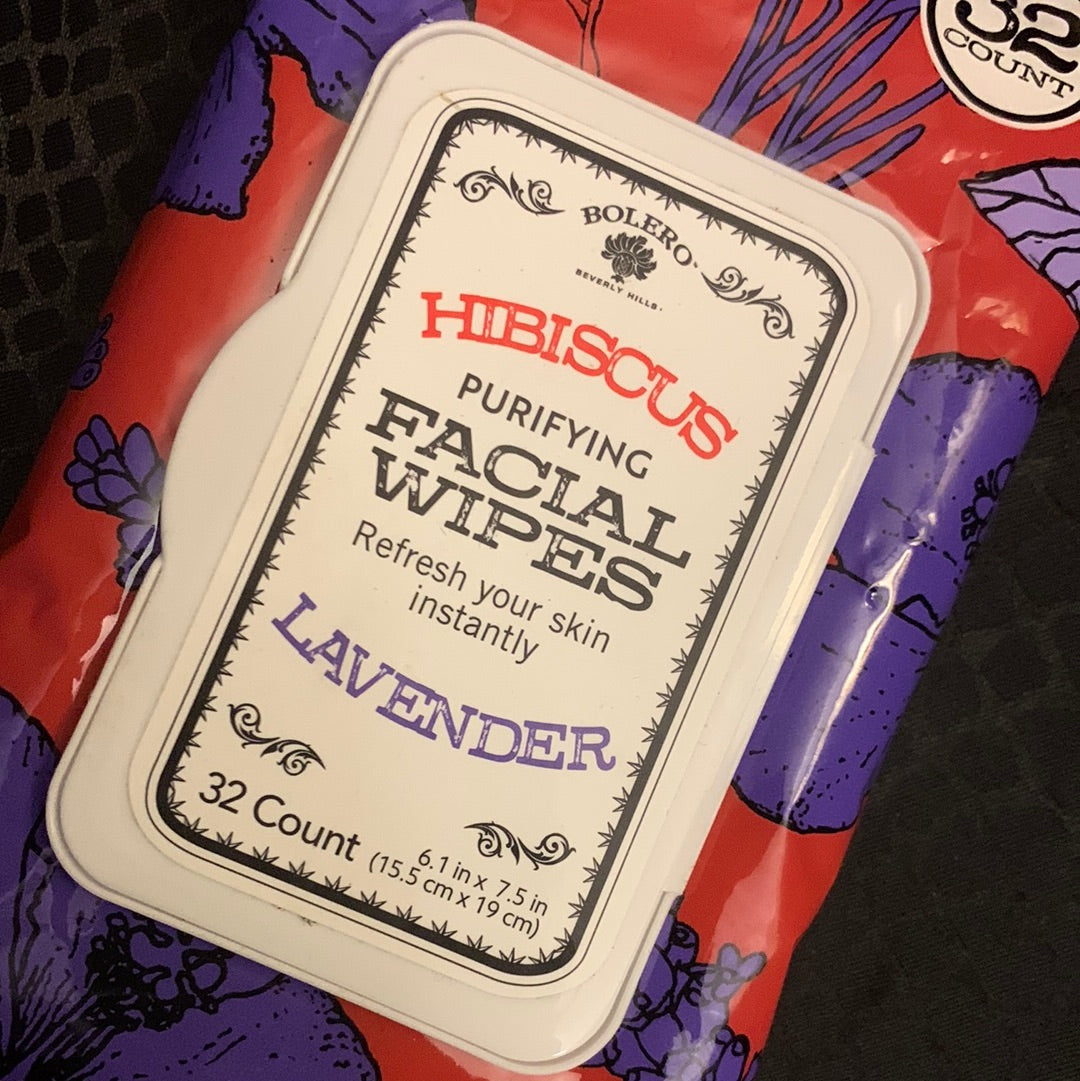 32
COUNT
BOLERO
BEVERLY HILLS
HIBISCUS
PURIFYING
FACIAL
WIPES
Refresh your skin
instantly
LAVENDER
32 Count
6.1 in x 7.5 in
(15.5 cm x 19 cm)